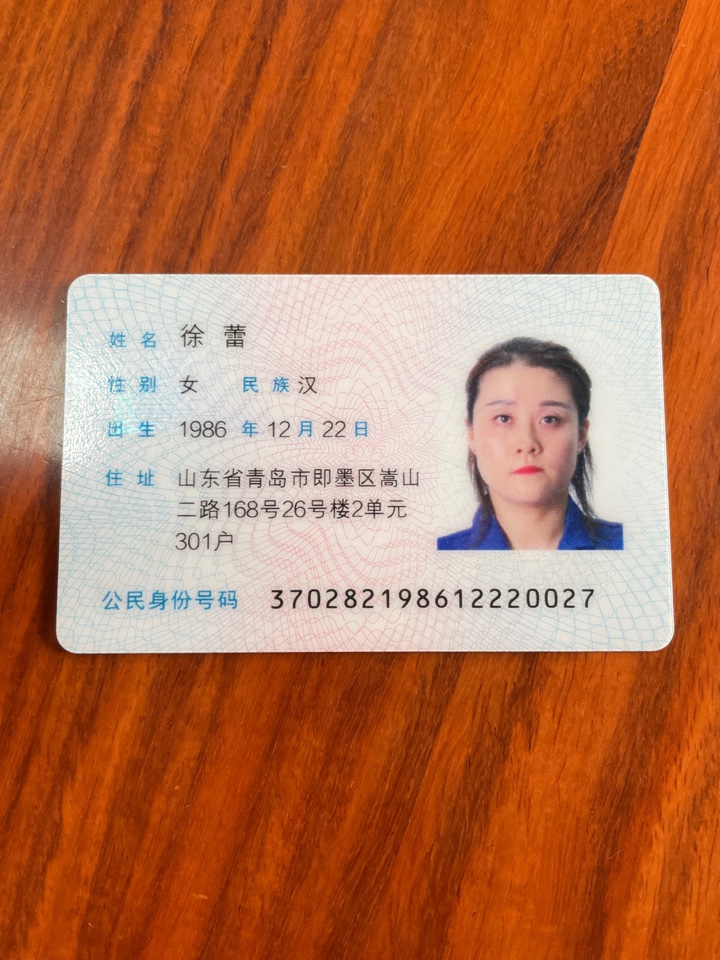 姓名 徐蕾
性别 女 民族 汉
出生 1986 年 12 月 22 日
住址 山东省青岛市即墨区嵩山
二路168号26号楼2单元
301户
公民身份号码 370282198612220027